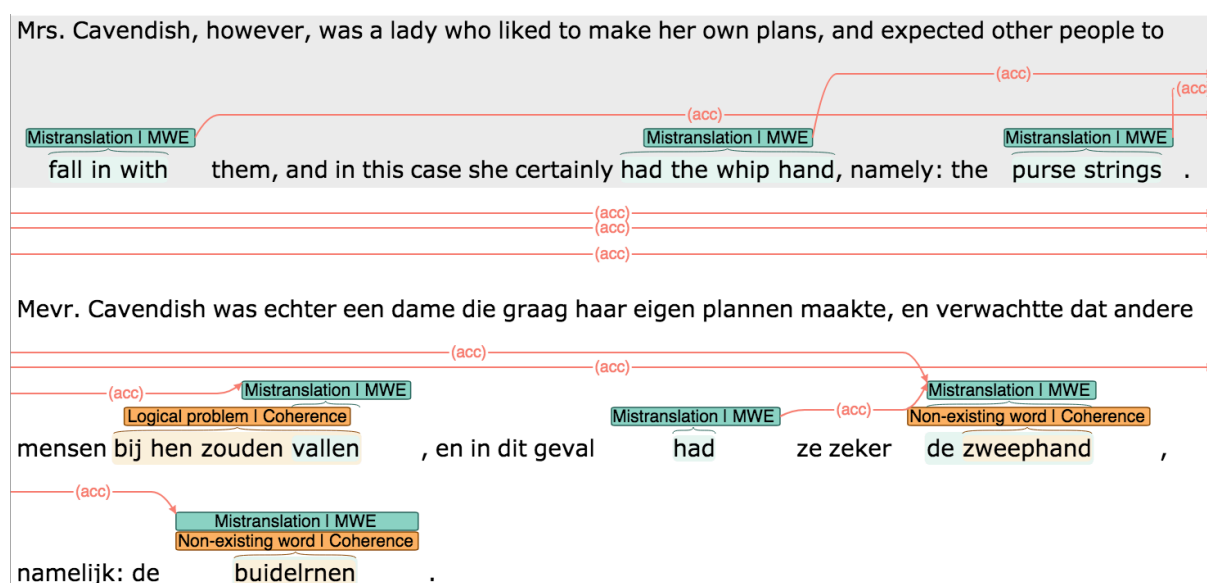 Mrs. Cavendish, however, was a lady who liked to make her own plans, and expected other people to
(acc)
(acc
(acc)
Mistranslation | MWE Mistranslation | MWE Mistranslation | MWE
fall in with them, and in this case she certainly had the whip hand, namely: the purse strings .
(acc)
(acc)
(acc)
Mevr. Cavendish was echter een dame die graag haar eigen plannen maakte, en verwachtte dat andere
(acc)
(acc)
(acc) Mistranslation | MWE Mistranslation | MWE
Logical problem | Coherence Mistranslation | MWE (acc) Non-existing word | Coherence
mensen bij hen zouden vallen , en in dit geval had ze zeker de zweephand ,
(acc)
Mistranslation | MWE
Non-existing word | Coherence
namelijk: de buidelrnen .